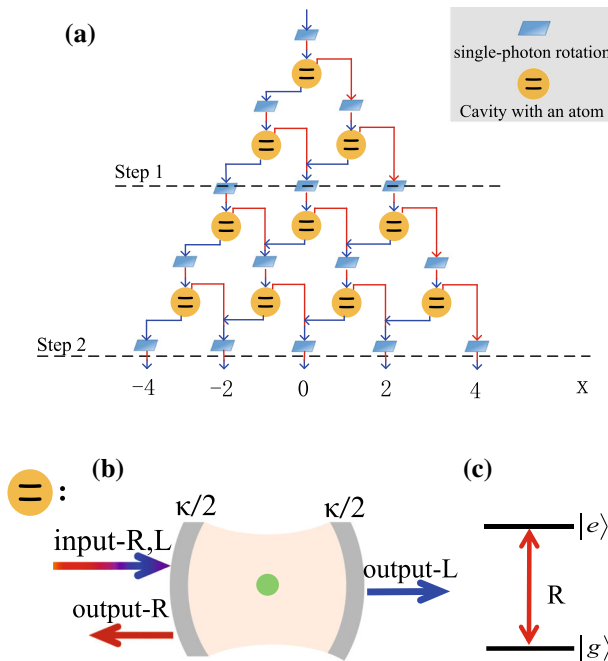 (a)
single-photon rotation
Cavity with an atom
Step 1
Step 2
-4 -2 0 2 4 x
(b)
(c)
:
κ/2 κ/2
input-R,L
output-L
output-R
|e⟩
R
|g⟩